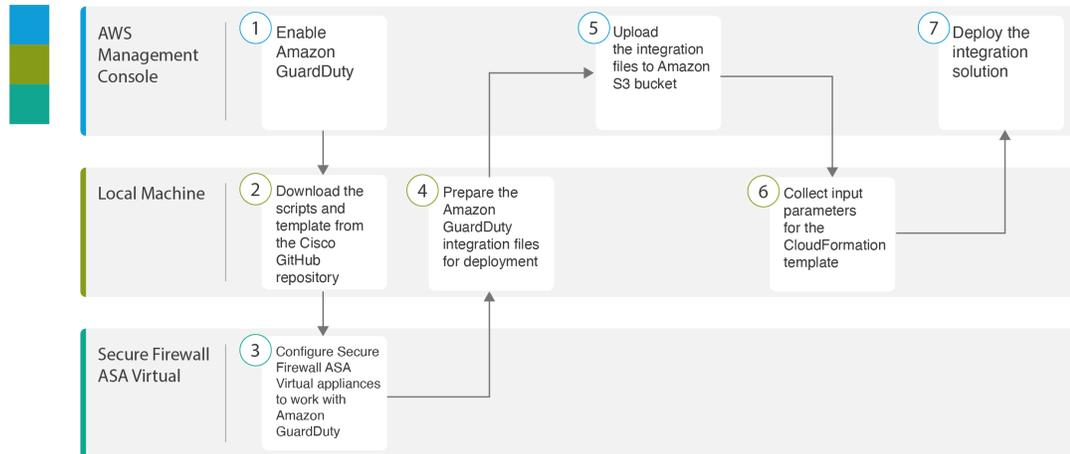 AWS
Management
Console
1
Enable
Amazon
GuardDuty
5
Upload
the integration
files to Amazon
S3 bucket
7
Deploy the
integration
solution
Local Machine
2
Download the
scripts and
template from
the Cisco
GitHub
repository
4
Prepare the
Amazon
GuardDuty
integration files
for deployment
6
Collect input
parameters
for the
CloudFormation
template
Secure Firewall
ASA Virtual
3
Configure Secure
Firewall ASA
Virtual appliances
to work with
Amazon
GuardDuty